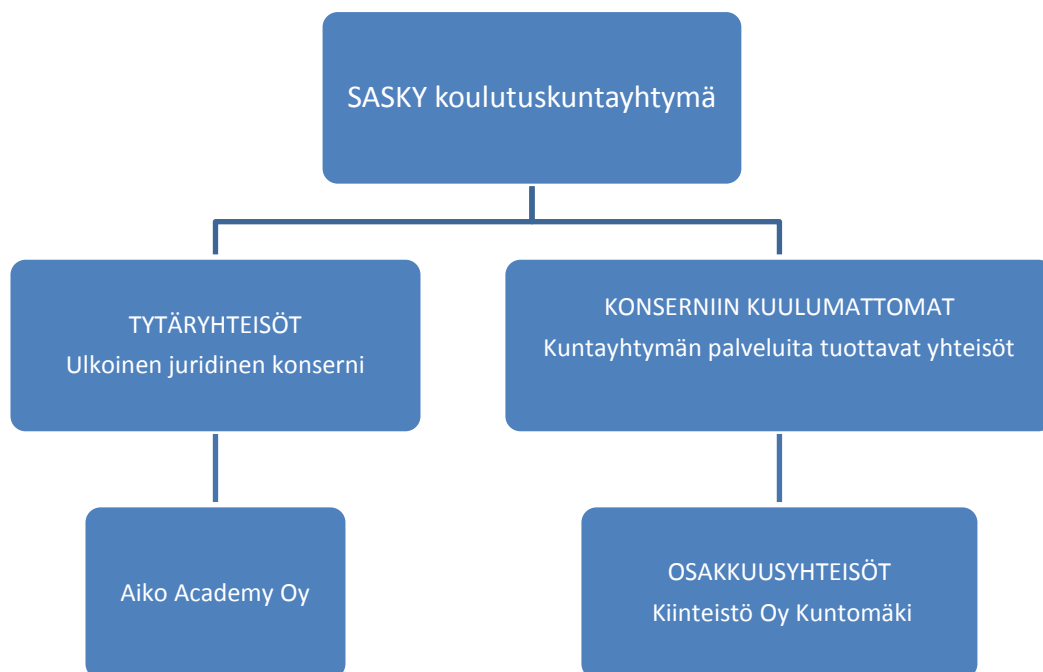 SASKY koulutuskuntayhtymä
TYTÄRYHTEISÖT
Ulkoinen juridinen konserni
KONSERNIIN KUULUMATTOMAT
Kuntayhtymän palveluita tuottavat yhteisöt
Aiko Academy Oy
OSAKKUUSYHTEISÖT
Kiinteistö Oy Kuntomäki